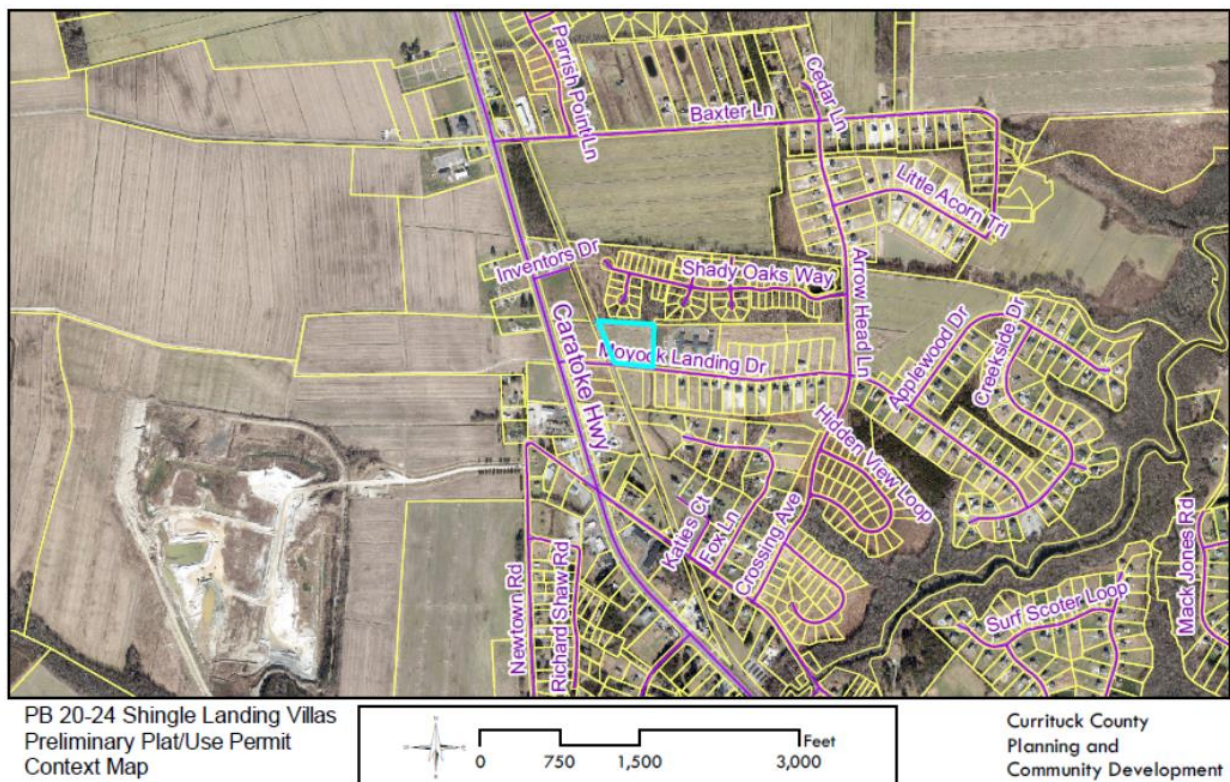 Parrish Point Ln
Baxter Ln
Cedar Ln
Little Acorn Trl
Inventors Dr
Shady Oaks Way
Arrow Head Ln
Caratoke Hwy
Moyock Landing Dr
Applewood Dr
Creekside Dr
Hidden View Loop
Katies Ct
Fox Ln
Crossing Ave
Newtown Rd
Richard Shaw Rd
Surf Scoter Loop
Mack Jones Rd
PB 20-24 Shingle Landing Villas
Preliminary Plat/Use Permit
Context Map
N
W
E
S
Feet
0 750 1,500 3,000
Currituck County
Planning and
Community Development